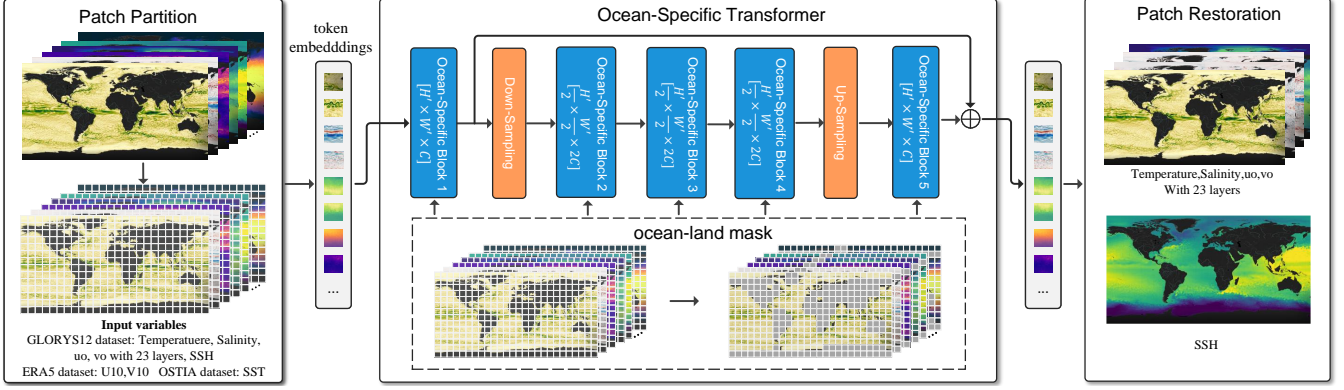 Patch Partition
Input variables
GLORYS12 dataset: Temperatuere, Salinity,
uo, vo with 23 layers, SSH
ERA5 dataset: U10,V10 OSTIA dataset: SST
token
embedddings
...
Ocean-Specific Transformer
Ocean-Specific Block 1
[H′ × W′ × C]
Down-Sampling
Ocean-Specific Block 2
[H′/2 × W′/2 × 2C]
Ocean-Specific Block 3
[H′/2 × W′/2 × 2C]
Ocean-Specific Block 4
[H′/2 × W′/2 × 2C]
Up-Sampling
Ocean-Specific Block 5
[H′ × W′ × C]
ocean-land mask
...
Patch Restoration
Temperature,Salinity,uo,vo
With 23 layers
SSH